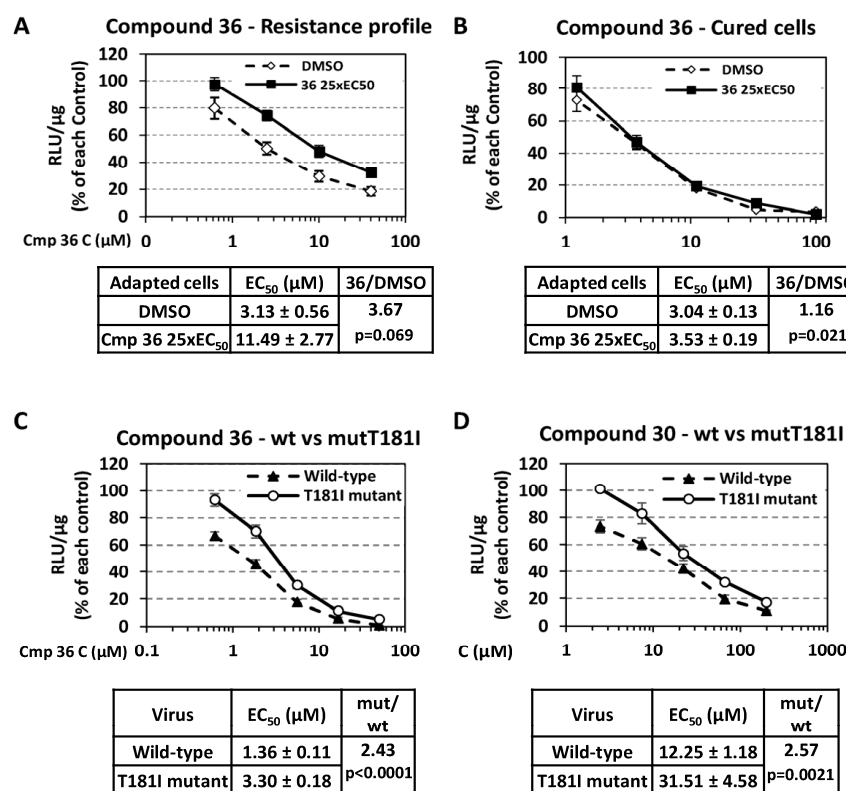 A Compound 36 - Resistance profile
RLU/µg
(% of each Control)
120
100
80
60
40
20
0
DMSO
36 25xEC50
Cmp 36 C (µM) 0 1 10 100
Adapted cells EC50 (µM) 36/DMSO
DMSO 3.13 ± 0.56 3.67
Cmp 36 25xEC50 11.49 ± 2.77 p=0.069
B Compound 36 - Cured cells
RLU/µg
(% of each Control)
100
80
60
40
20
0
DMSO
36 25xEC50
1 10 100
Adapted cells EC50 (µM) 36/DMSO
DMSO 3.04 ± 0.13 1.16
Cmp 36 25xEC50 3.53 ± 0.19 p=0.021
C Compound 36 - wt vs mutT181I
RLU/µg
(% of each control)
120
100
80
60
40
20
0
Wild-type
T181I mutant
Cmp 36 C (µM) 0.1 1 10 100
Virus EC50 (µM) mut/
wt
Wild-type 1.36 ± 0.11 2.43
T181I mutant 3.30 ± 0.18 p<0.0001
D Compound 30 - wt vs mutT181I
RLU/µg
(% of each control)
120
100
80
60
40
20
0
Wild-type
T181I mutant
C (µM) 1 10 100 1000
Virus EC50 (µM) mut/
wt
Wild-type 12.25 ± 1.18 2.57
T181I mutant 31.51 ± 4.58 p=0.0021